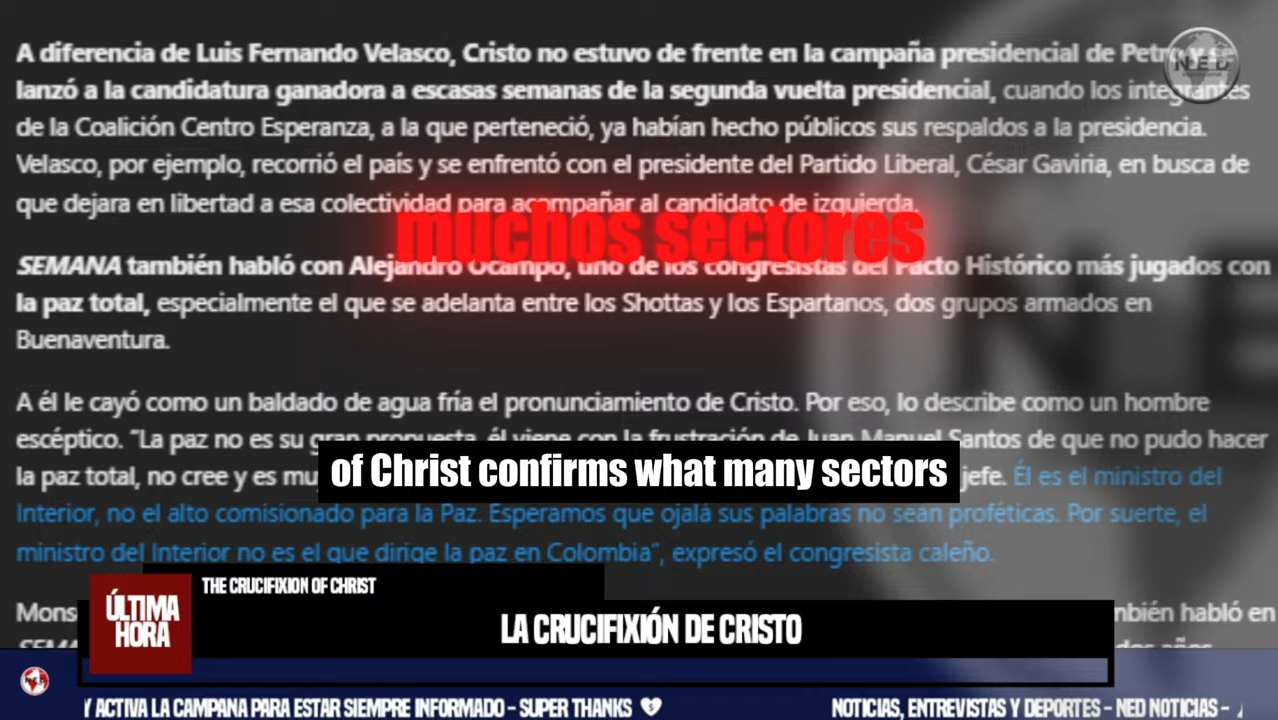 A diferencia de Luis Fernando Velasco, Cristo no estuvo de frente en la campaña presidencial de Petro y se
lanzó a la candidatura ganadora a escasas semanas de la segunda vuelta presidencial, cuando los integrantes
de la Coalición Centro Esperanza, a la que perteneció, ya habían hecho públicos sus respaldos a la presidencia.
Velasco, por ejemplo, recorrió el país y se enfrentó con el presidente del Partido Liberal, César Gaviria, en busca de
que dejara en libertad a esa colectividad para acompañar al candidato de izquierda.
muchos sectores
SEMANA también habló con Alejandro Ocampo, uno de los congresistas del Pacto Histórico más jugados con
la paz total, especialmente el que se adelanta entre los Shottas y los Espartanos, dos grupos armados en
Buenaventura.
A él le cayó como un baldado de agua fría el pronunciamiento de Cristo. Por eso, lo describe como un hombre
escéptico. "La paz no es su gran propuesta, él viene con la frustración de Juan Manuel Santos de que no pudo hacer
la paz total, no cree y es jefe. Él es el ministro del
of Christ confirms what many sectors
Interior, no el alto comisionado para la Paz. Esperamos que ojalá sus palabras no sean proféticas. Por suerte, el
ministro del Interior no es el que dirige la paz en Colombia", expresó el congresista caleño.
THE CRUCIFIXION OF CHRIST
ÚLTIMA
HORA
LA CRUCIFIXIÓN DE CRISTO
también habló en
SEMANA dos años
Y ACTIVA LA CAMPANA PARA ESTAR SIEMPRE INFORMADO - SUPER THANKS NOTICIAS, ENTREVISTAS Y DEPORTES - NED NOTICIAS -
NED